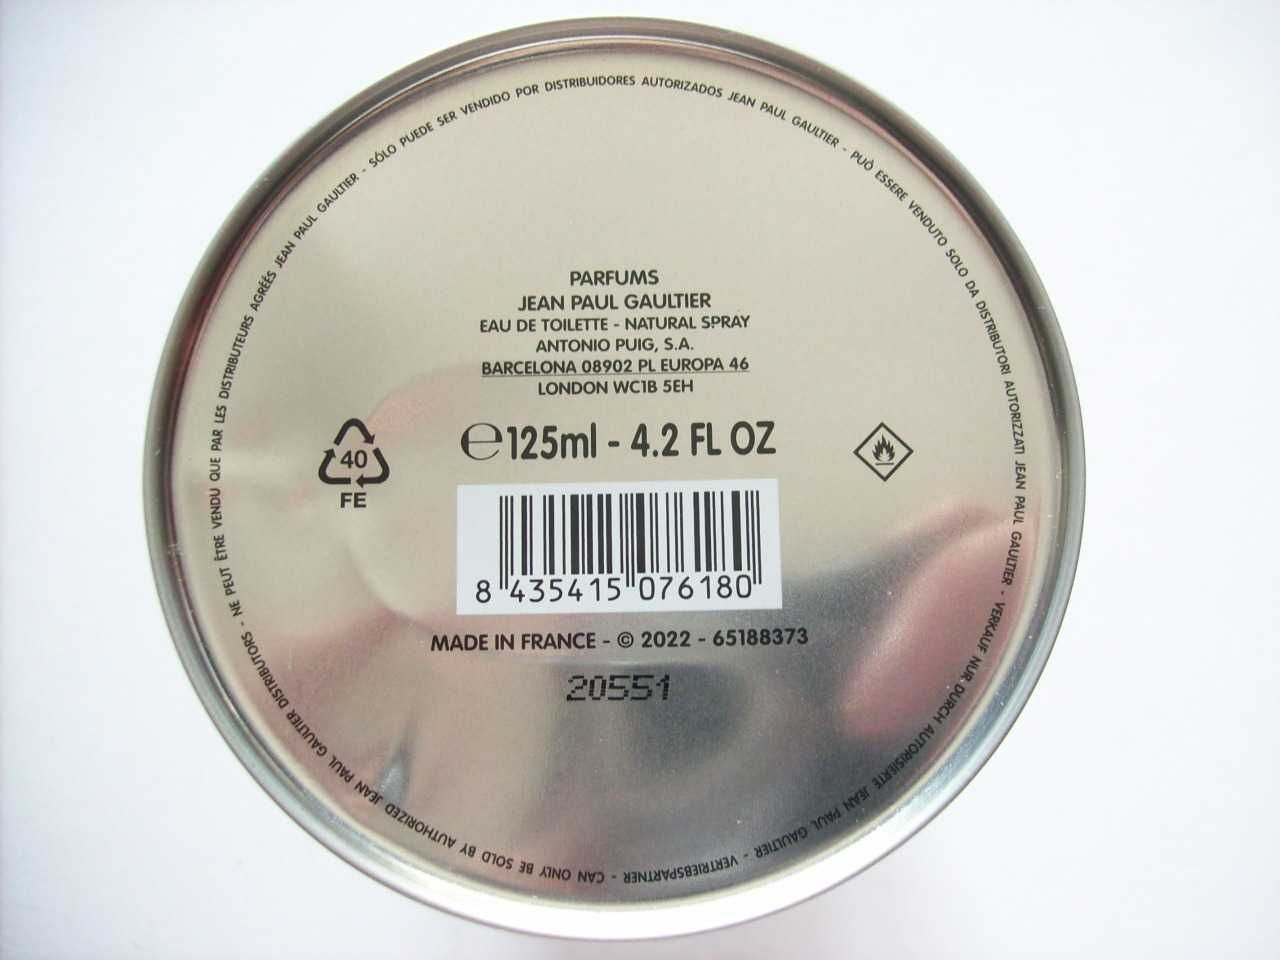 PARFUMS
JEAN PAUL GAULTIER
EAU DE TOILETTE - NATURAL SPRAY
ANTONIO PUIG, S.A.
BARCELONA 08902 PL EUROPA 46
LONDON WC1B 5EH
℮125ml - 4.2 FL OZ
40
FE
8 435415 076180
MADE IN FRANCE - © 2022 - 65188373
20551
CAN ONLY BE SOLD BY AUTHORIZED JEAN PAUL GAULTIER DISTRIBUTORS - NE PEUT ÊTRE VENDU QUE PAR LES DISTRIBUTEURS AGRÉÉS JEAN PAUL GAULTIER - SÓLO PUEDE SER VENDIDO POR DISTRIBUIDORES AUTORIZADOS JEAN PAUL GAULTIER - PUÒ ESSERE VENDUTO SOLO DA DISTRIBUTORI AUTORIZZATI JEAN PAUL GAULTIER - VERKAUF NUR DURCH AUTORISIERTE JEAN PAUL GAULTIER - VERTRIEBSPARTNER -